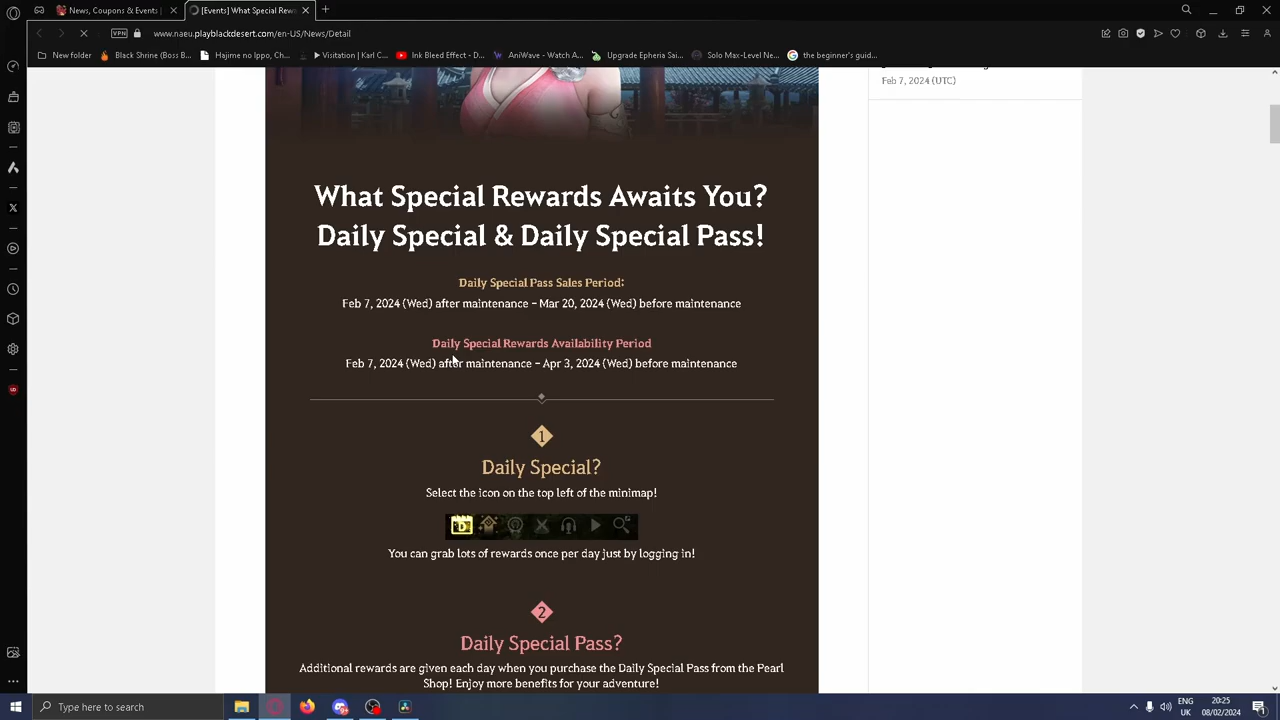 News, Coupons & Events |
[Events] What Special Rew
VPN
www.naeu.playblackdesert.com/en-US/News/Detail
New folder
Black Shrine (Boss B...
Hajime no Ippo, Ch...
Visitation | Karl C...
Ink Bleed Effect - D...
AniWave - Watch A...
Upgrade Epheria Sai...
Solo Max-Level Ne...
the beginner's guid...
Feb 7, 2024 (UTC)
What Special Rewards Awaits You?
Daily Special & Daily Special Pass!
Daily Special Pass Sales Period:
Feb 7, 2024 (Wed) after maintenance – Mar 20, 2024 (Wed) before maintenance
Daily Special Rewards Availability Period
Feb 7, 2024 (Wed) after maintenance – Apr 3, 2024 (Wed) before maintenance
1
Daily Special?
Select the icon on the top left of the minimap!
D
You can grab lots of rewards once per day just by logging in!
2
Daily Special Pass?
Additional rewards are given each day when you purchase the Daily Special Pass from the Pearl
Shop! Enjoy more benefits for your adventure!
Type here to search
ENG
UK
20:25
08/02/2024